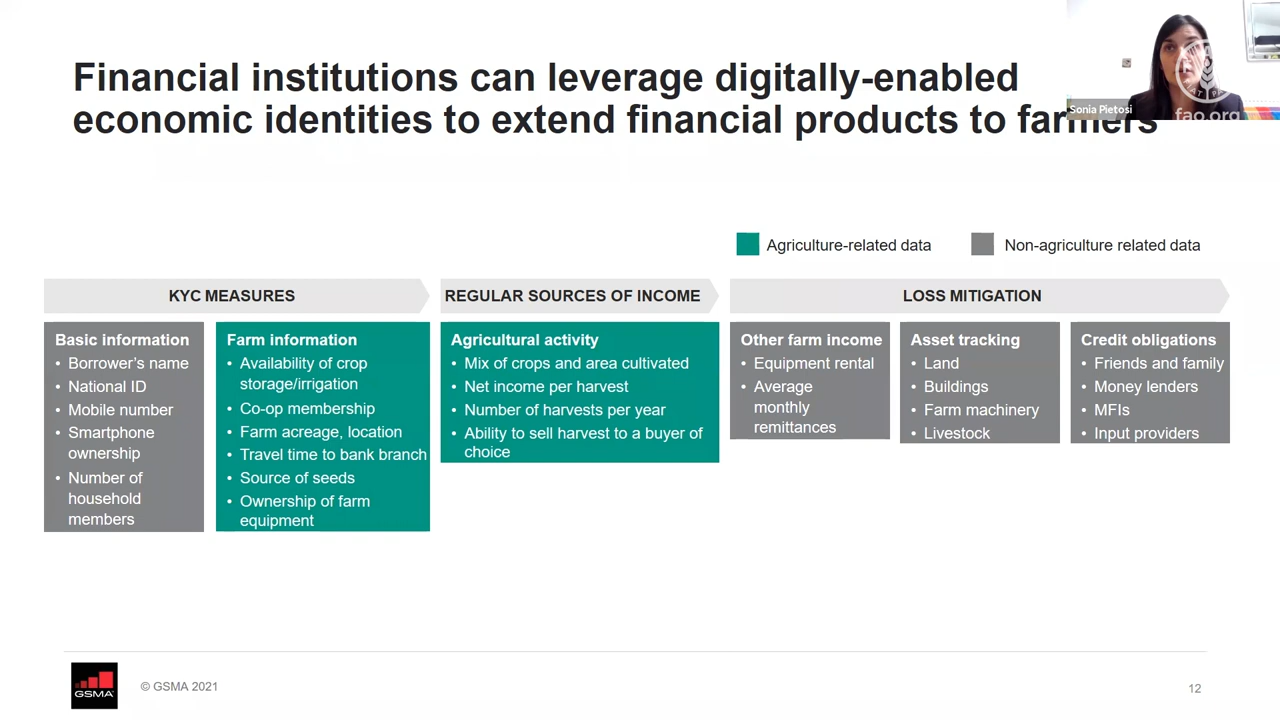 Financial institutions can leverage digitally-enabled
economic identities to extend financial products to farmers
Sonia Pietosi
fao.org
Agriculture-related data
Non-agriculture related data
KYC MEASURES
REGULAR SOURCES OF INCOME
LOSS MITIGATION
Basic information
• Borrower's name
• National ID
• Mobile number
• Smartphone
ownership
• Number of
household
members
Farm information
• Availability of crop
storage/irrigation
• Co-op membership
• Farm acreage, location
• Travel time to bank branch
• Source of seeds
• Ownership of farm
equipment
Agricultural activity
• Mix of crops and area cultivated
• Net income per harvest
• Number of harvests per year
• Ability to sell harvest to a buyer of
choice
Other farm income
• Equipment rental
• Average
monthly
remittances
Asset tracking
• Land
• Buildings
• Farm machinery
• Livestock
Credit obligations
• Friends and family
• Money lenders
• MFIs
• Input providers
GSMA
© GSMA 2021
12